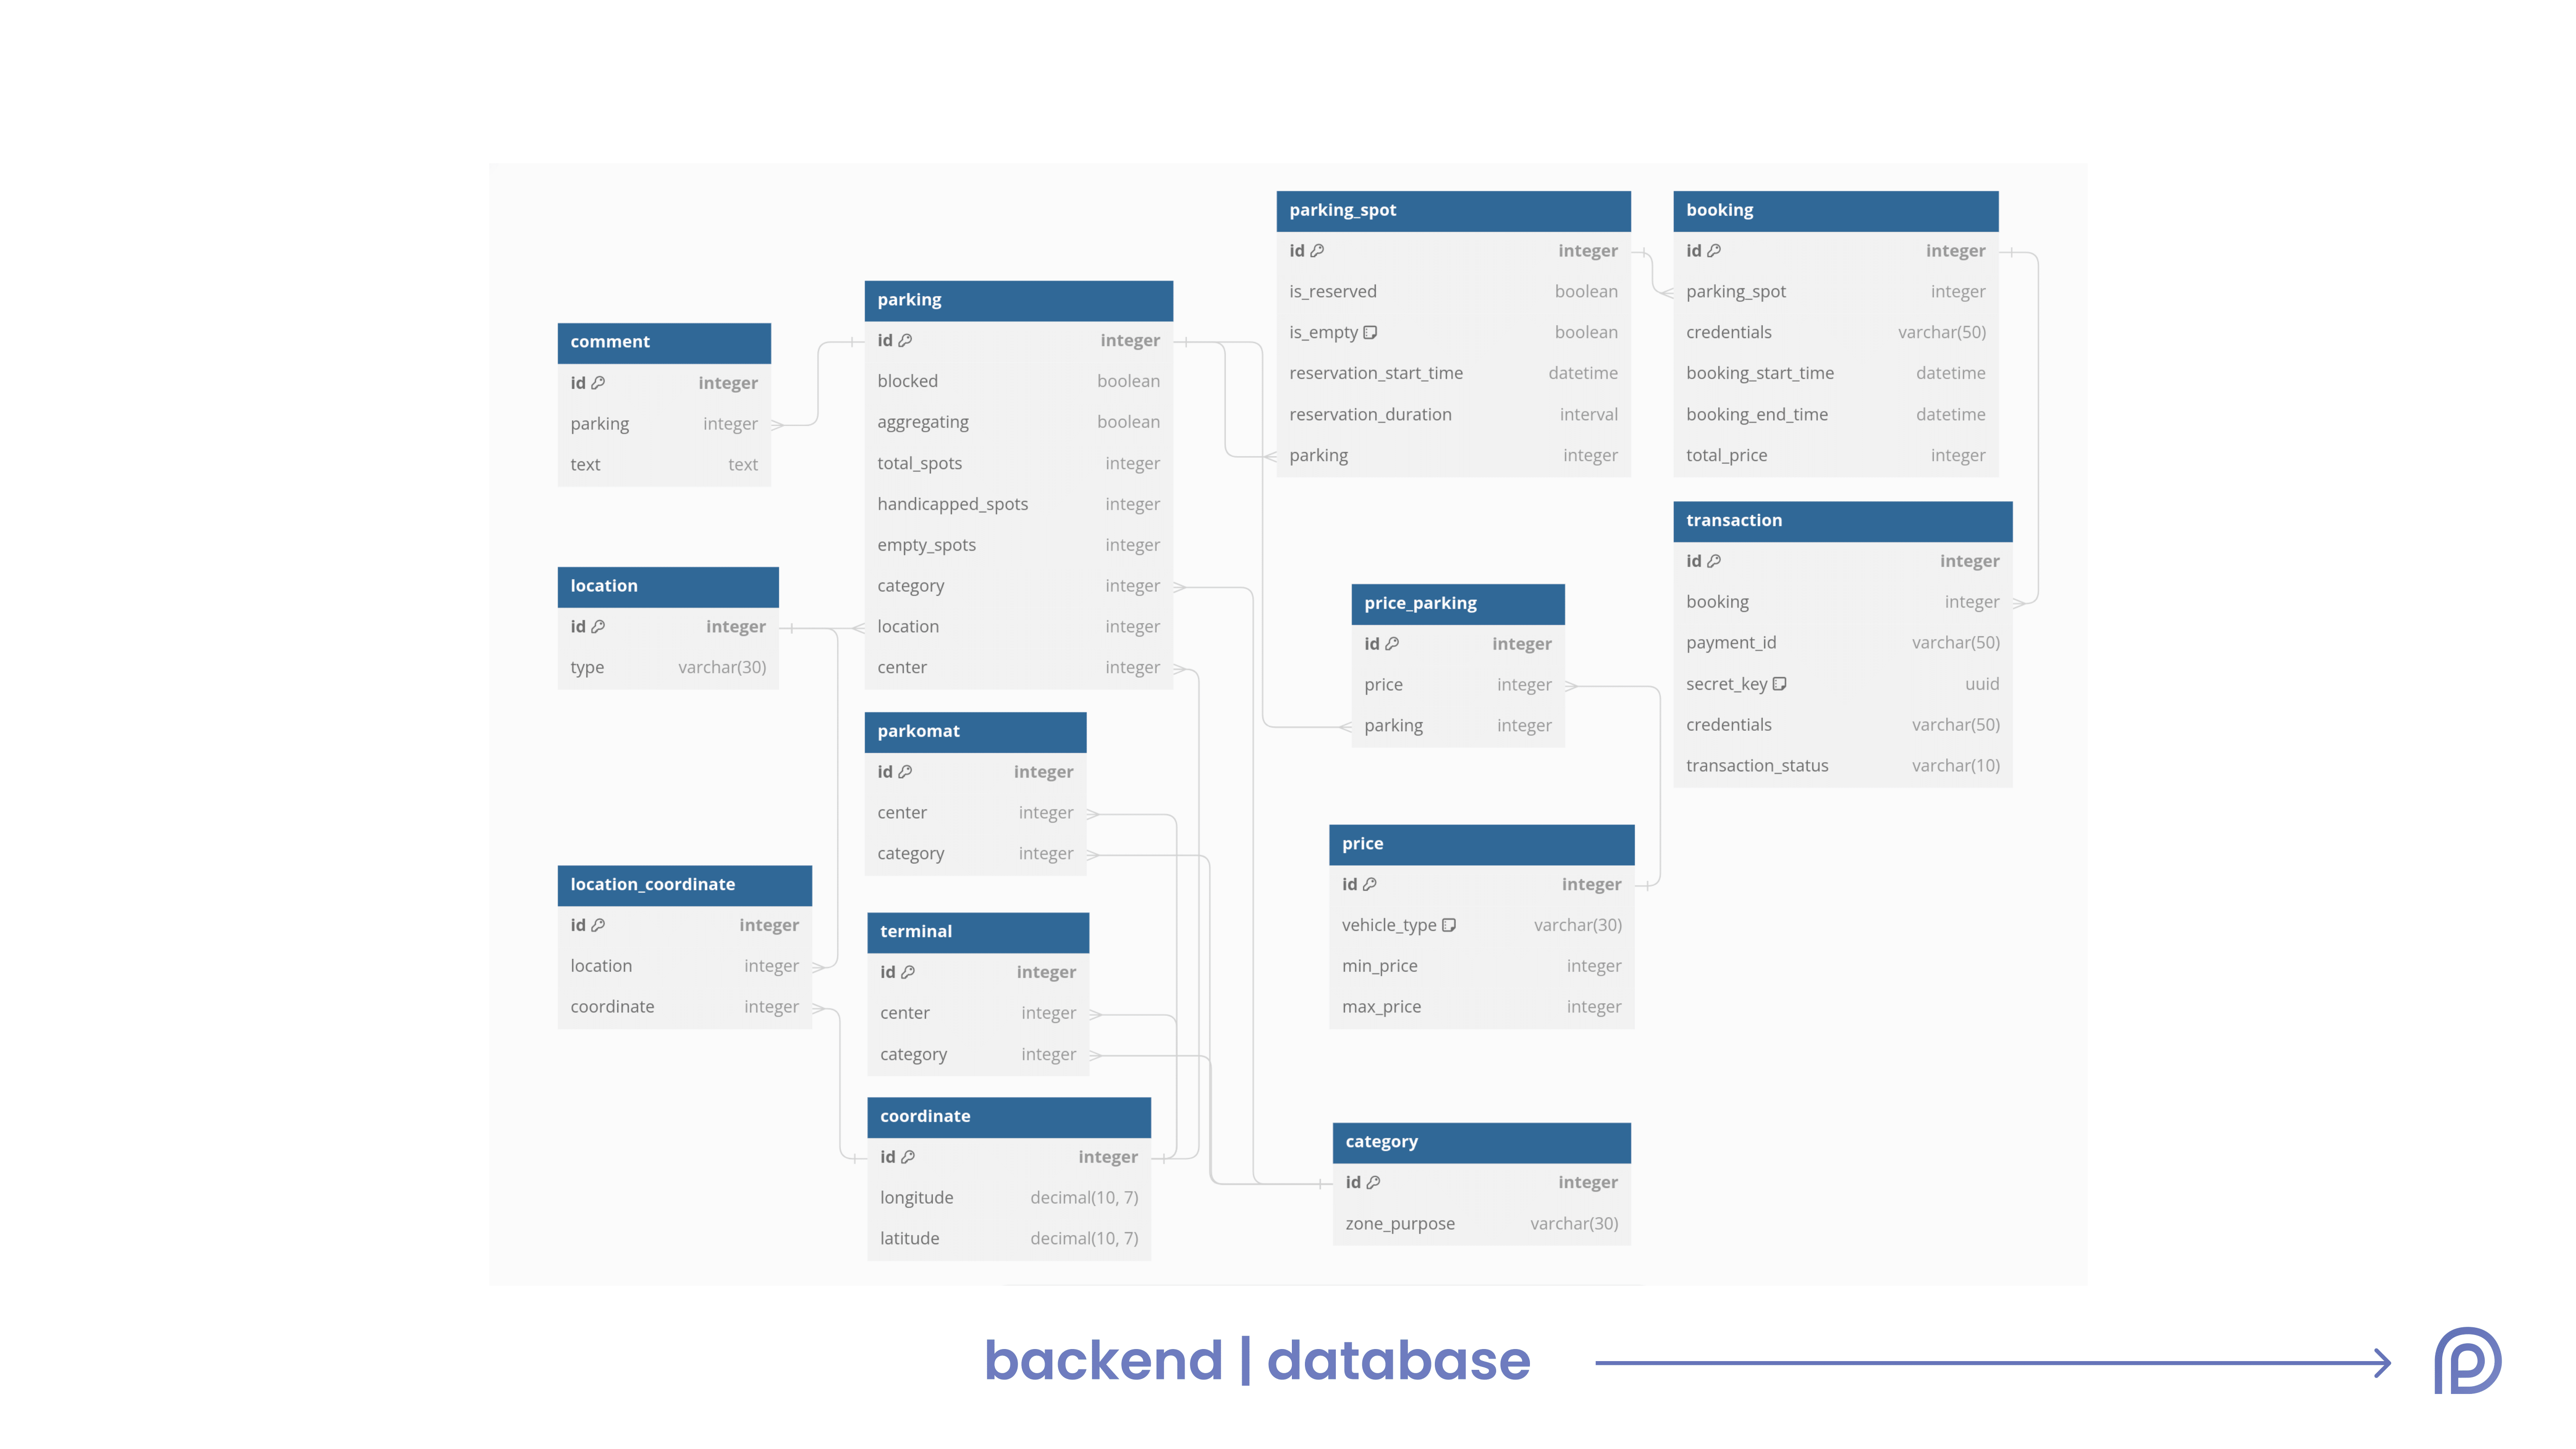 comment
id integer
parking integer
text text
location
id integer
type varchar(30)
location_coordinate
id integer
location integer
coordinate integer
parking
id integer
blocked boolean
aggregating boolean
total_spots integer
handicapped_spots integer
empty_spots integer
category integer
location integer
center integer
parkomat
id integer
center integer
category integer
terminal
id integer
center integer
category integer
coordinate
id integer
longitude decimal(10, 7)
latitude decimal(10, 7)
parking_spot
id integer
is_reserved boolean
is_empty boolean
reservation_start_time datetime
reservation_duration interval
parking integer
price_parking
id integer
price integer
parking integer
price
id integer
vehicle_type varchar(30)
min_price integer
max_price integer
category
id integer
zone_purpose varchar(30)
booking
id integer
parking_spot integer
credentials varchar(50)
booking_start_time datetime
booking_end_time datetime
total_price integer
transaction
id integer
booking integer
payment_id varchar(50)
secret_key uuid
credentials varchar(50)
transaction_status varchar(10)
backend | database